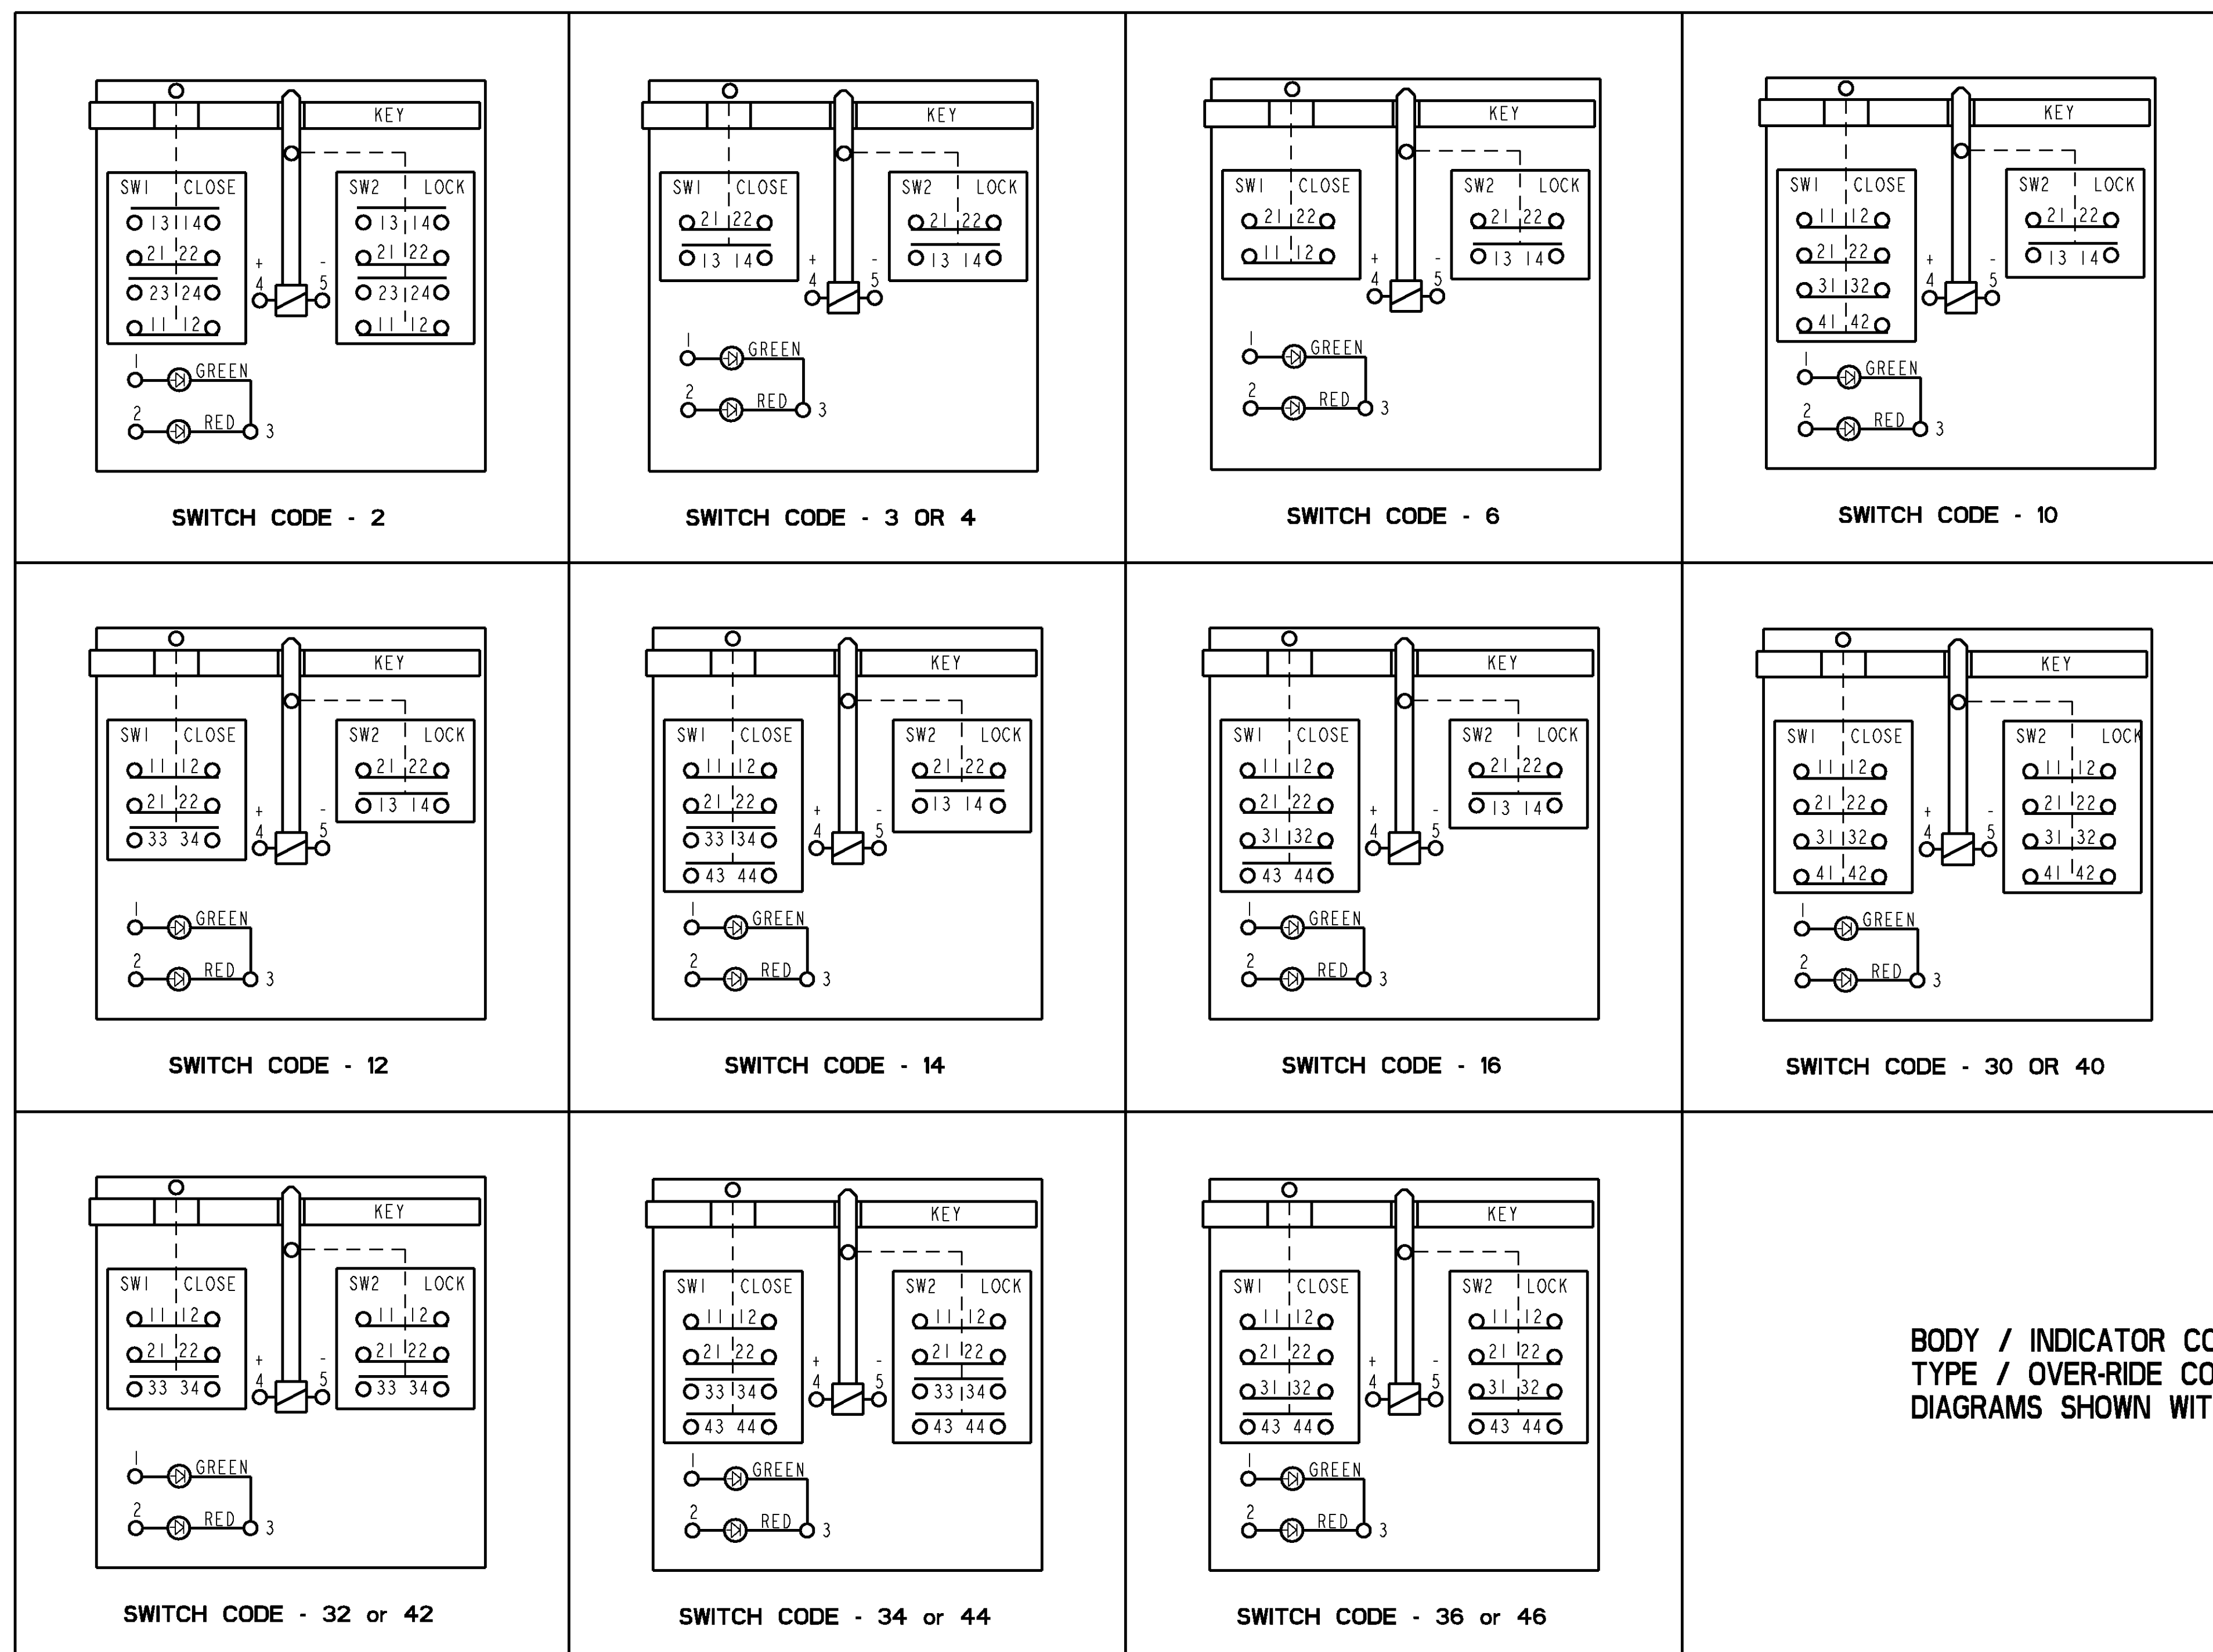 KEY
SW1 CLOSE
13 14
21 22
23 24
11 12
SW2 LOCK
13 14
21 22
23 24
11 12
+ -
4 5
1 GREEN
2 RED 3
SWITCH CODE - 2
KEY
SW1 CLOSE
21 22
13 14
SW2 LOCK
21 22
13 14
+ -
4 5
1 GREEN
2 RED 3
SWITCH CODE - 3 OR 4
KEY
SW1 CLOSE
21 22
11 12
SW2 LOCK
21 22
13 14
+ -
4 5
1 GREEN
2 RED 3
SWITCH CODE - 6
KEY
SW1 CLOSE
11 12
21 22
31 32
41 42
SW2 LOCK
21 22
13 14
+ -
4 5
1 GREEN
2 RED 3
SWITCH CODE - 10
KEY
SW1 CLOSE
11 12
21 22
33 34
SW2 LOCK
21 22
13 14
+ -
4 5
1 GREEN
2 RED 3
SWITCH CODE - 12
KEY
SW1 CLOSE
11 12
21 22
33 34
43 44
SW2 LOCK
21 22
13 14
+ -
4 5
1 GREEN
2 RED 3
SWITCH CODE - 14
KEY
SW1 CLOSE
11 12
21 22
31 32
43 44
SW2 LOCK
21 22
13 14
+ -
4 5
1 GREEN
2 RED 3
SWITCH CODE - 16
KEY
SW1 CLOSE
11 12
21 22
31 32
41 42
SW2 LOCK
11 12
21 22
31 32
41 42
+ -
4 5
1 GREEN
2 RED 3
SWITCH CODE - 30 OR 40
KEY
SW1 CLOSE
11 12
21 22
33 34
SW2 LOCK
11 12
21 22
33 34
+ -
4 5
1 GREEN
2 RED 3
SWITCH CODE - 32 or 42
KEY
SW1 CLOSE
11 12
21 22
33 34
43 44
SW2 LOCK
11 12
21 22
33 34
43 44
+ -
4 5
1 GREEN
2 RED 3
SWITCH CODE - 34 or 44
KEY
SW1 CLOSE
11 12
21 22
31 32
43 44
SW2 LOCK
11 12
21 22
31 32
43 44
+ -
4 5
1 GREEN
2 RED 3
SWITCH CODE - 36 or 46
BODY / INDICATOR
TYPE / OVER-RIDE
DIAGRAMS SHOWN